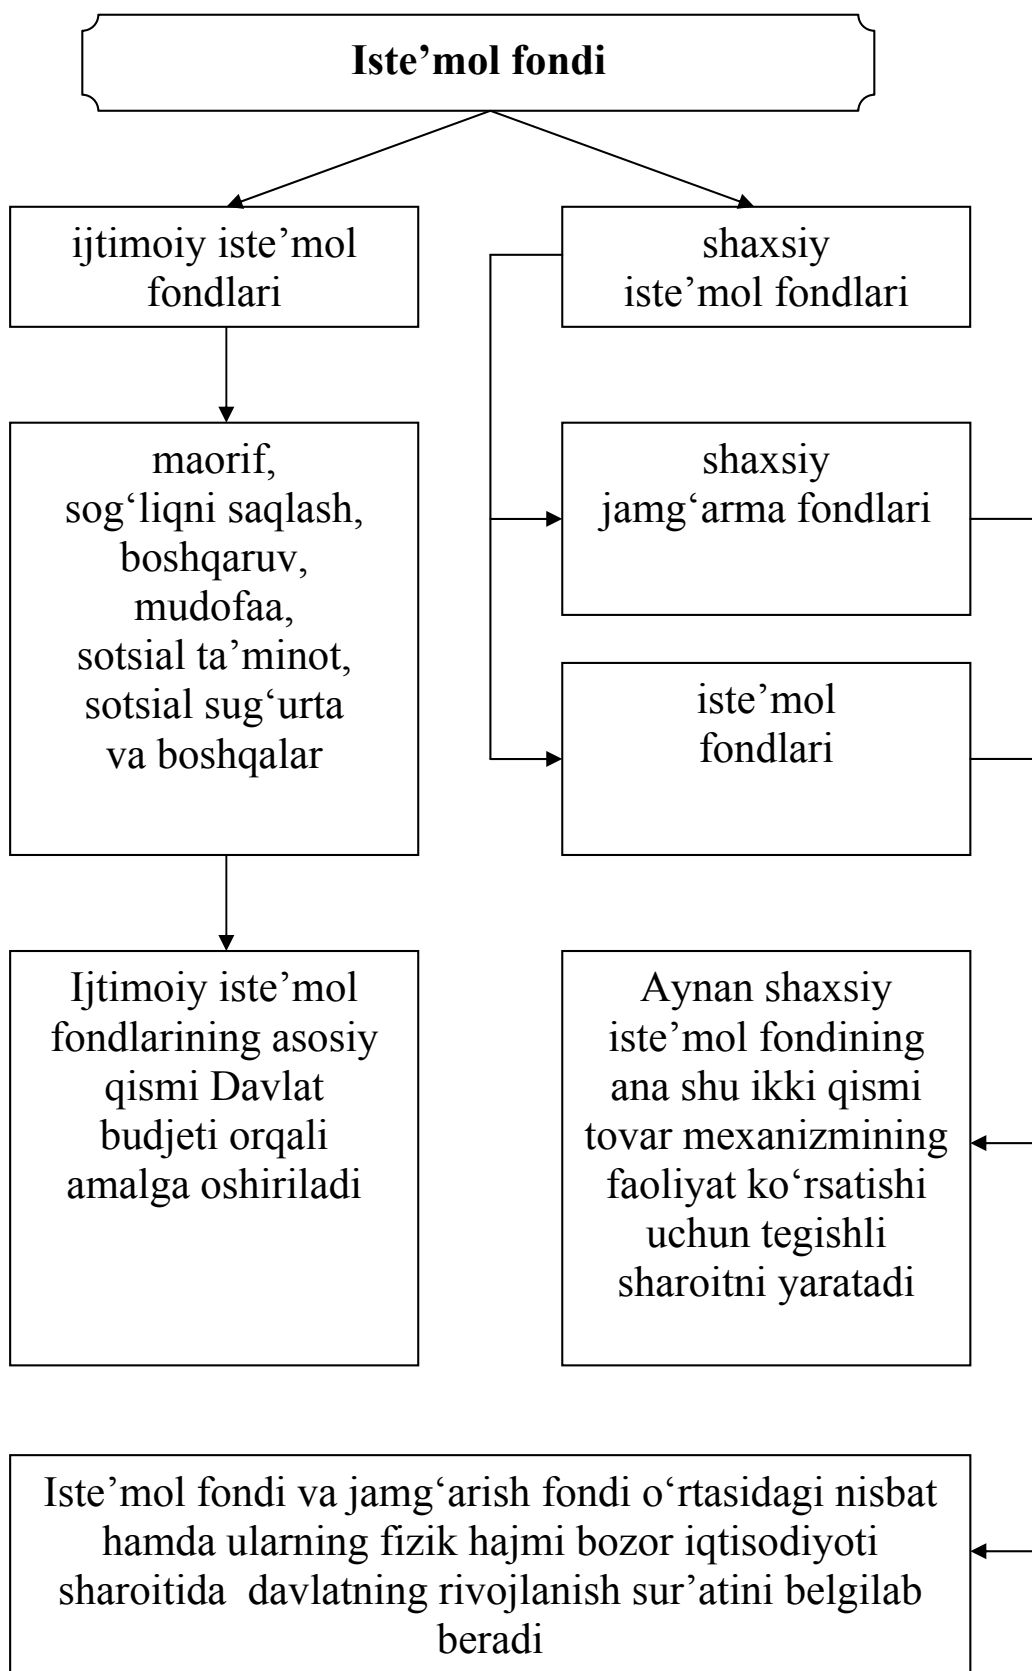 Iste’mol fondi
ijtimoiy iste’mol
fondlari
shaxsiy
iste’mol fondlari
maorif,
sog‘liqni saqlash,
boshqaruv,
mudofaa,
sotsial ta’minot,
sotsial sug‘urta
va boshqalar
shaxsiy
jamg‘arma fondlari
iste’mol
fondlari
Ijtimoiy iste’mol
fondlarining asosiy
qismi Davlat
budjeti orqali
amalga oshiriladi
Aynan shaxsiy
iste’mol fondining
ana shu ikki qismi
tovar mexanizmining
faoliyat ko‘rsatishi
uchun tegishli
sharoitni yaratadi
Iste’mol fondi va jamg‘arish fondi o‘rtasidagi nisbat
hamda ularning fizik hajmi bozor iqtisodiyoti
sharoitida davlatning rivojlanish sur’atini belgilab
beradi